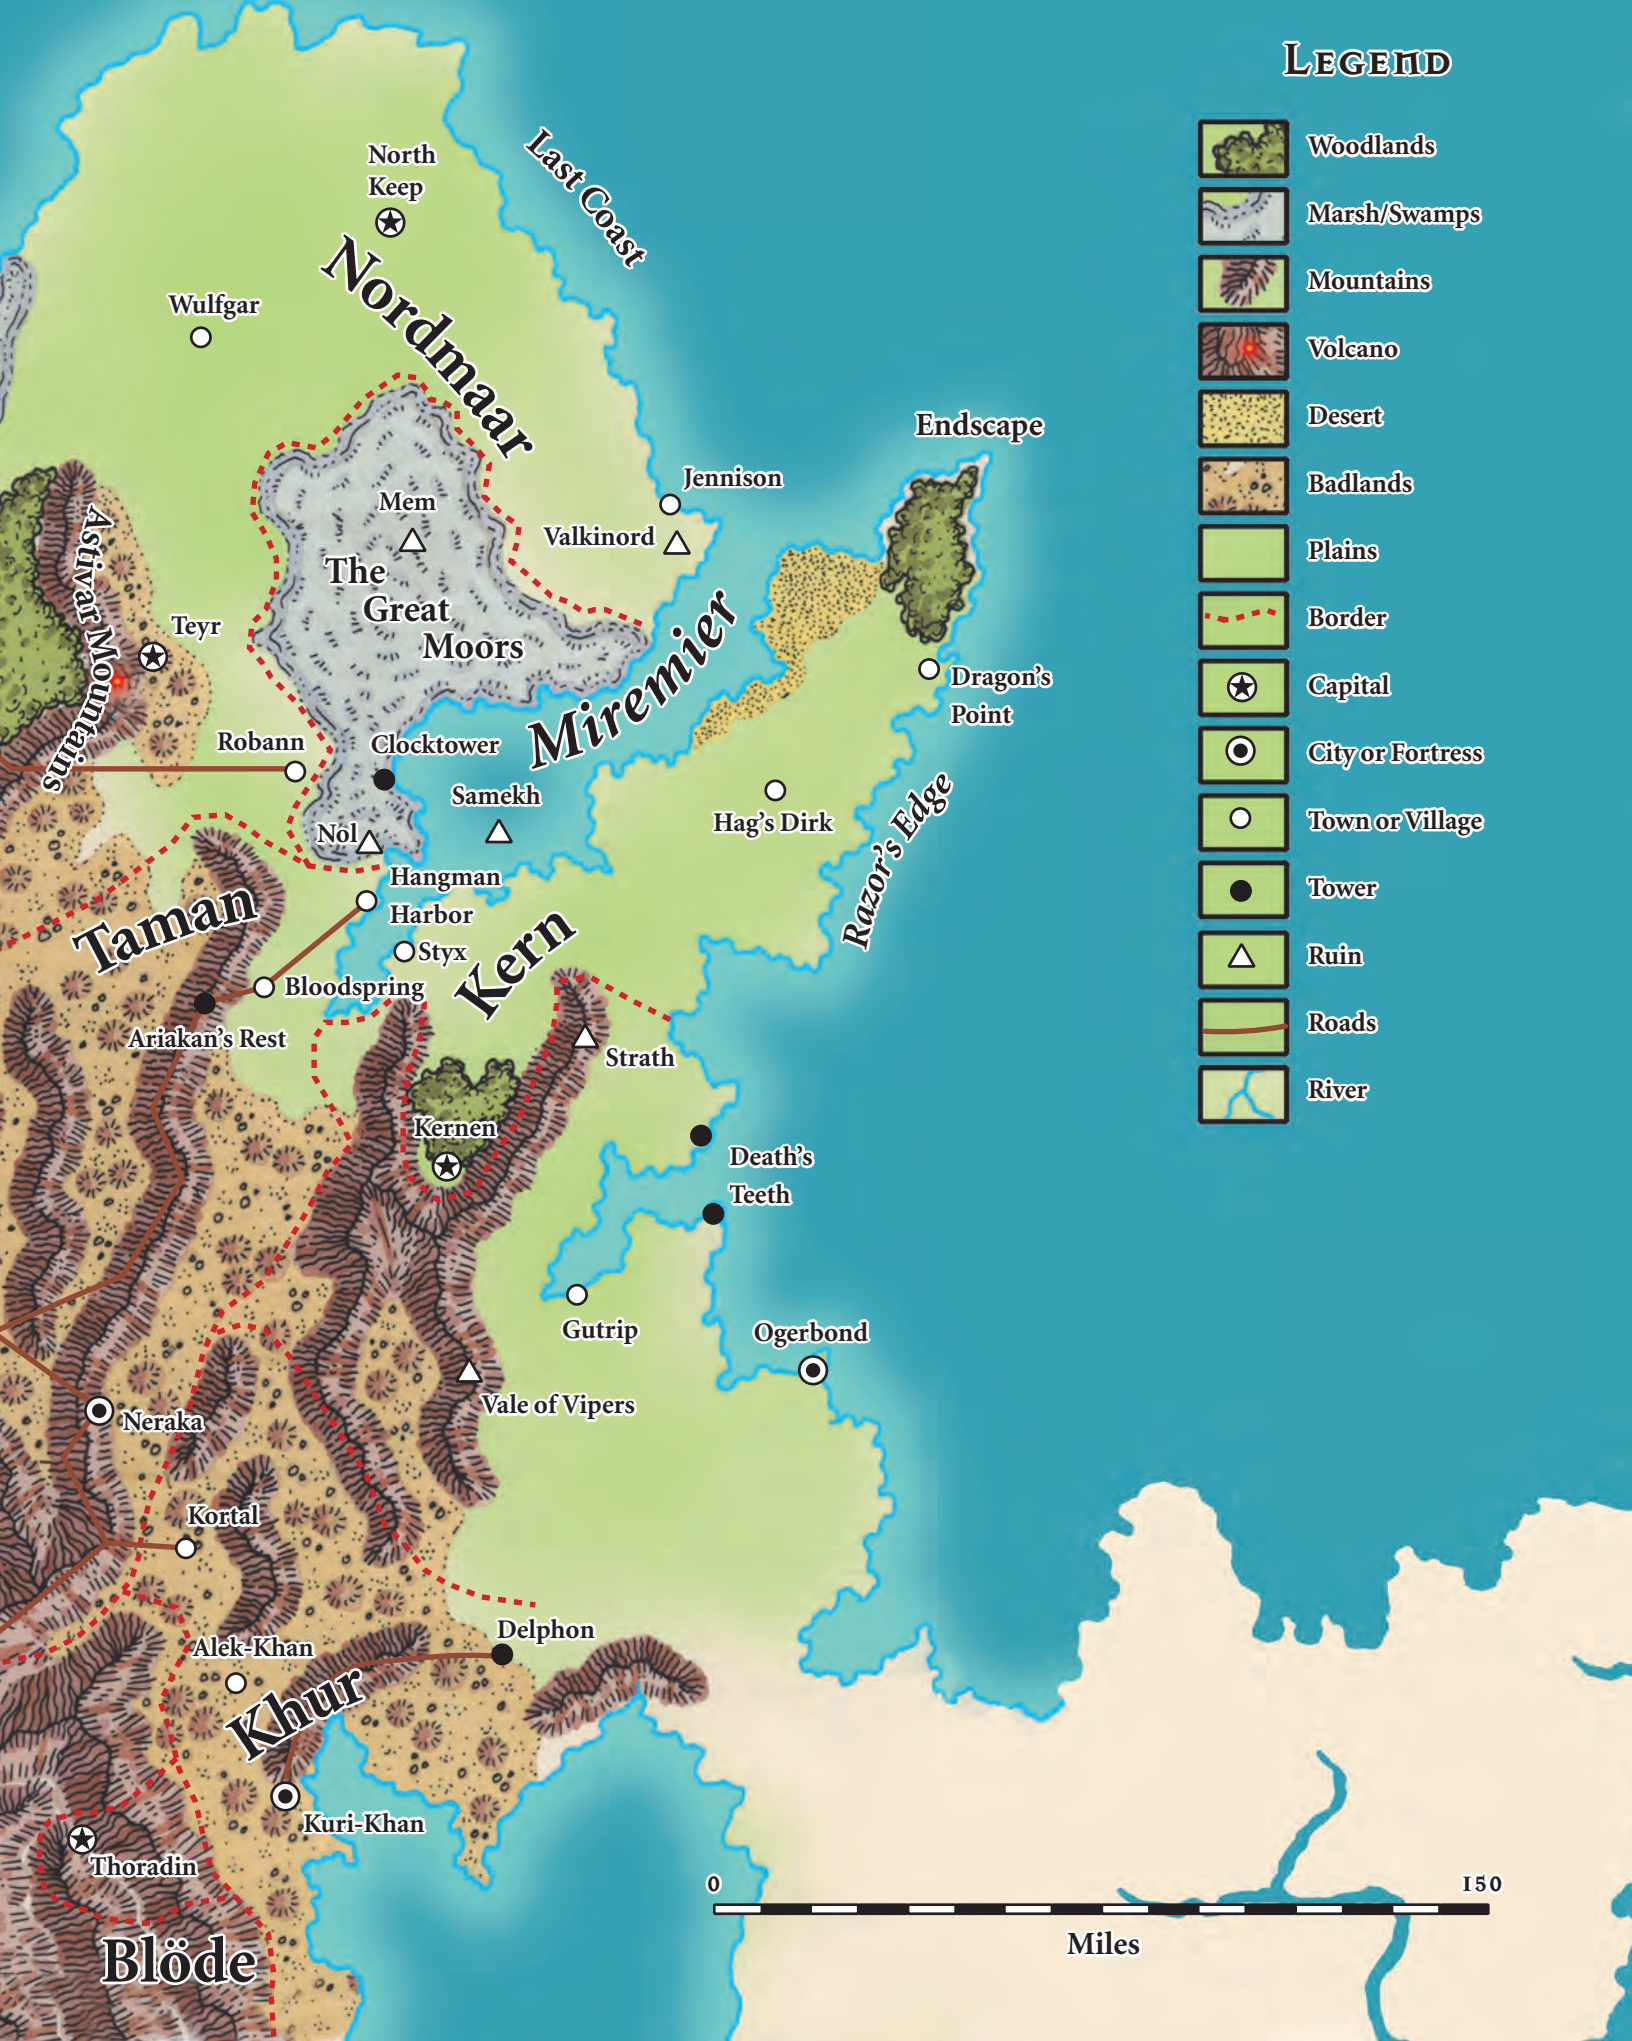 LEGEND
Woodlands
Marsh/Swamps
Mountains
Volcano
Desert
Badlands
Plains
Border
Capital
City or Fortress
Town or Village
Tower
Ruin
Roads
River
North
Keep
Last Coast
Nordmaar
Wulfgar
Endscape
Jennison
Mem
Valkinord
Astivar Mountains
The
Great
Moors
Teyr
Miremier
Dragon's
Point
Robann
Clocktower
Samekh
Hag's Dirk
Nol
Razor's Edge
Hangman
Harbor
Taman
Styx
Kern
Bloodspring
Ariakan's Rest
Strath
Kernen
Death's
Teeth
Gutrip
Ogerbond
Vale of Vipers
Neraka
Kortal
Delphon
Alek-Khan
Khur
Kuri-Khan
Thoradin
Blöde
0
150
Miles